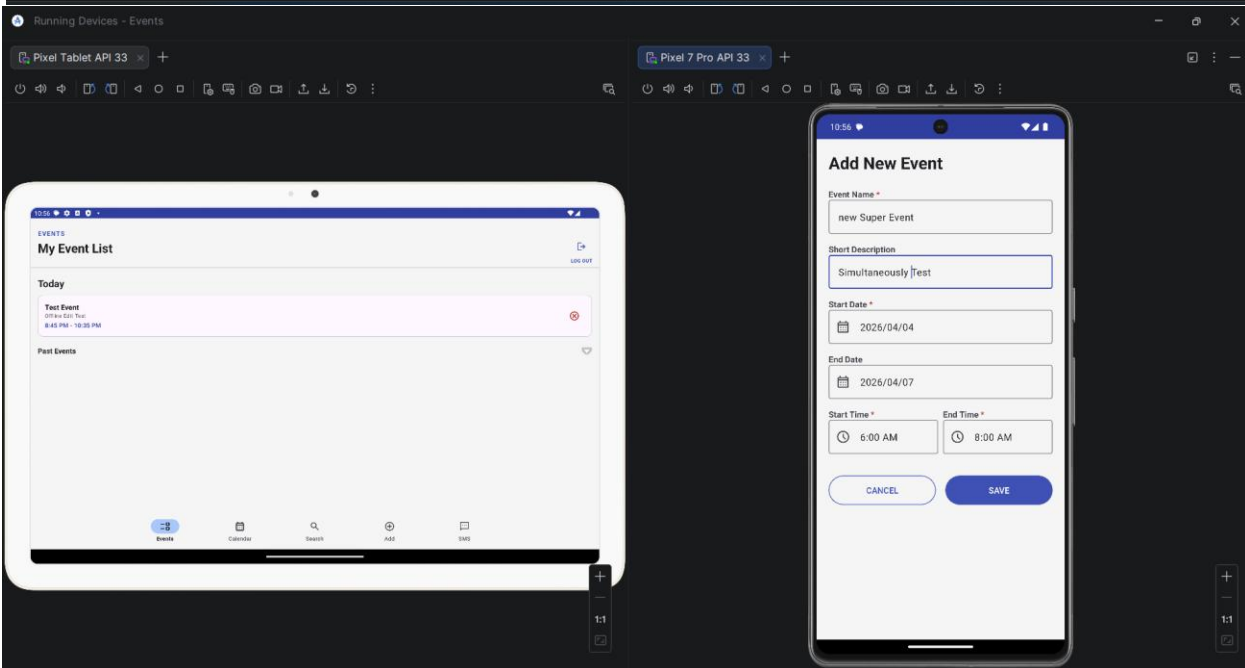 Running Devices - Events
Pixel Tablet API 33
Pixel 7 Pro API 33
10:56
EVENTS
My Event List
LOG OUT
Today
Test Event
Offline Edit Test
8:45 PM - 10:35 PM
Past Events
Events
Calendar
Search
Add
SMS
1:1
10:56
Add New Event
Event Name *
new Super Event
Short Description
Simultaneously Test
Start Date *
2026/04/04
End Date
2026/04/07
Start Time *
End Time *
6:00 AM
8:00 AM
CANCEL
SAVE
1:1